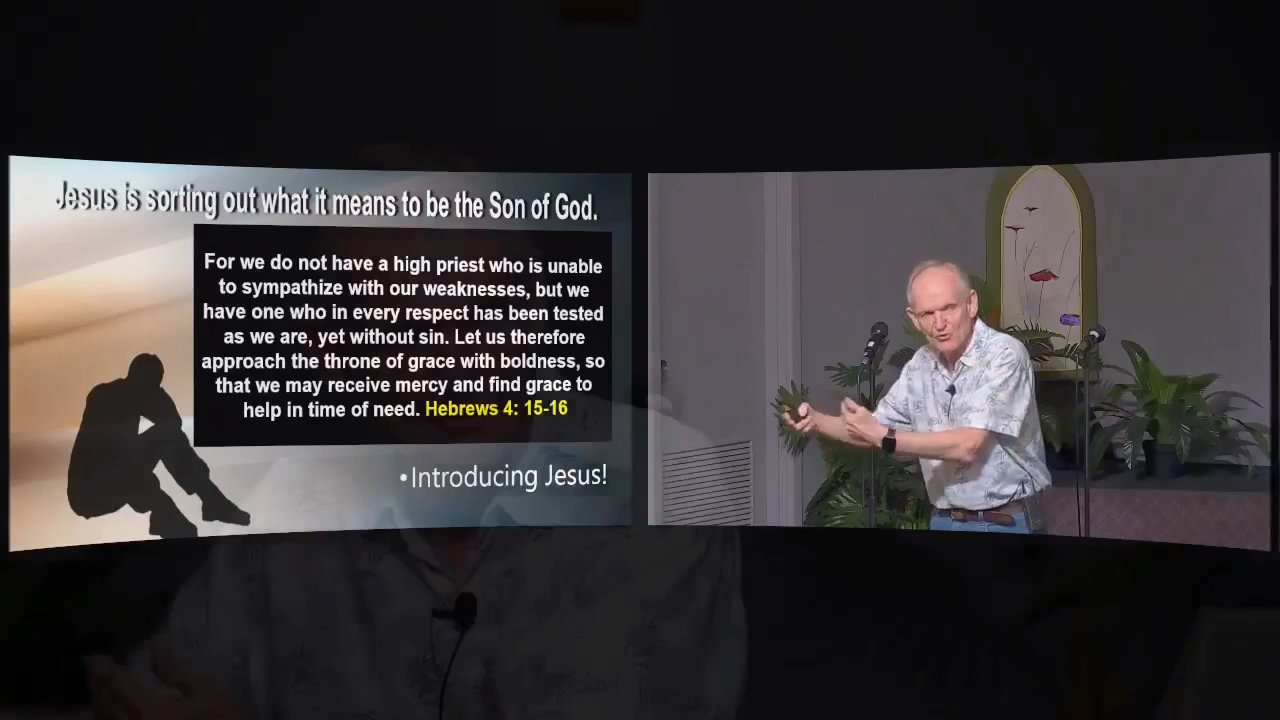 Jesus is sorting out what it means to be the Son of God.
For we do not have a high priest who is unable
to sympathize with our weaknesses, but we
have one who in every respect has been tested
as we are, yet without sin. Let us therefore
approach the throne of grace with boldness, so
that we may receive mercy and find grace to
help in time of need. Hebrews 4: 15-16
•Introducing Jesus!